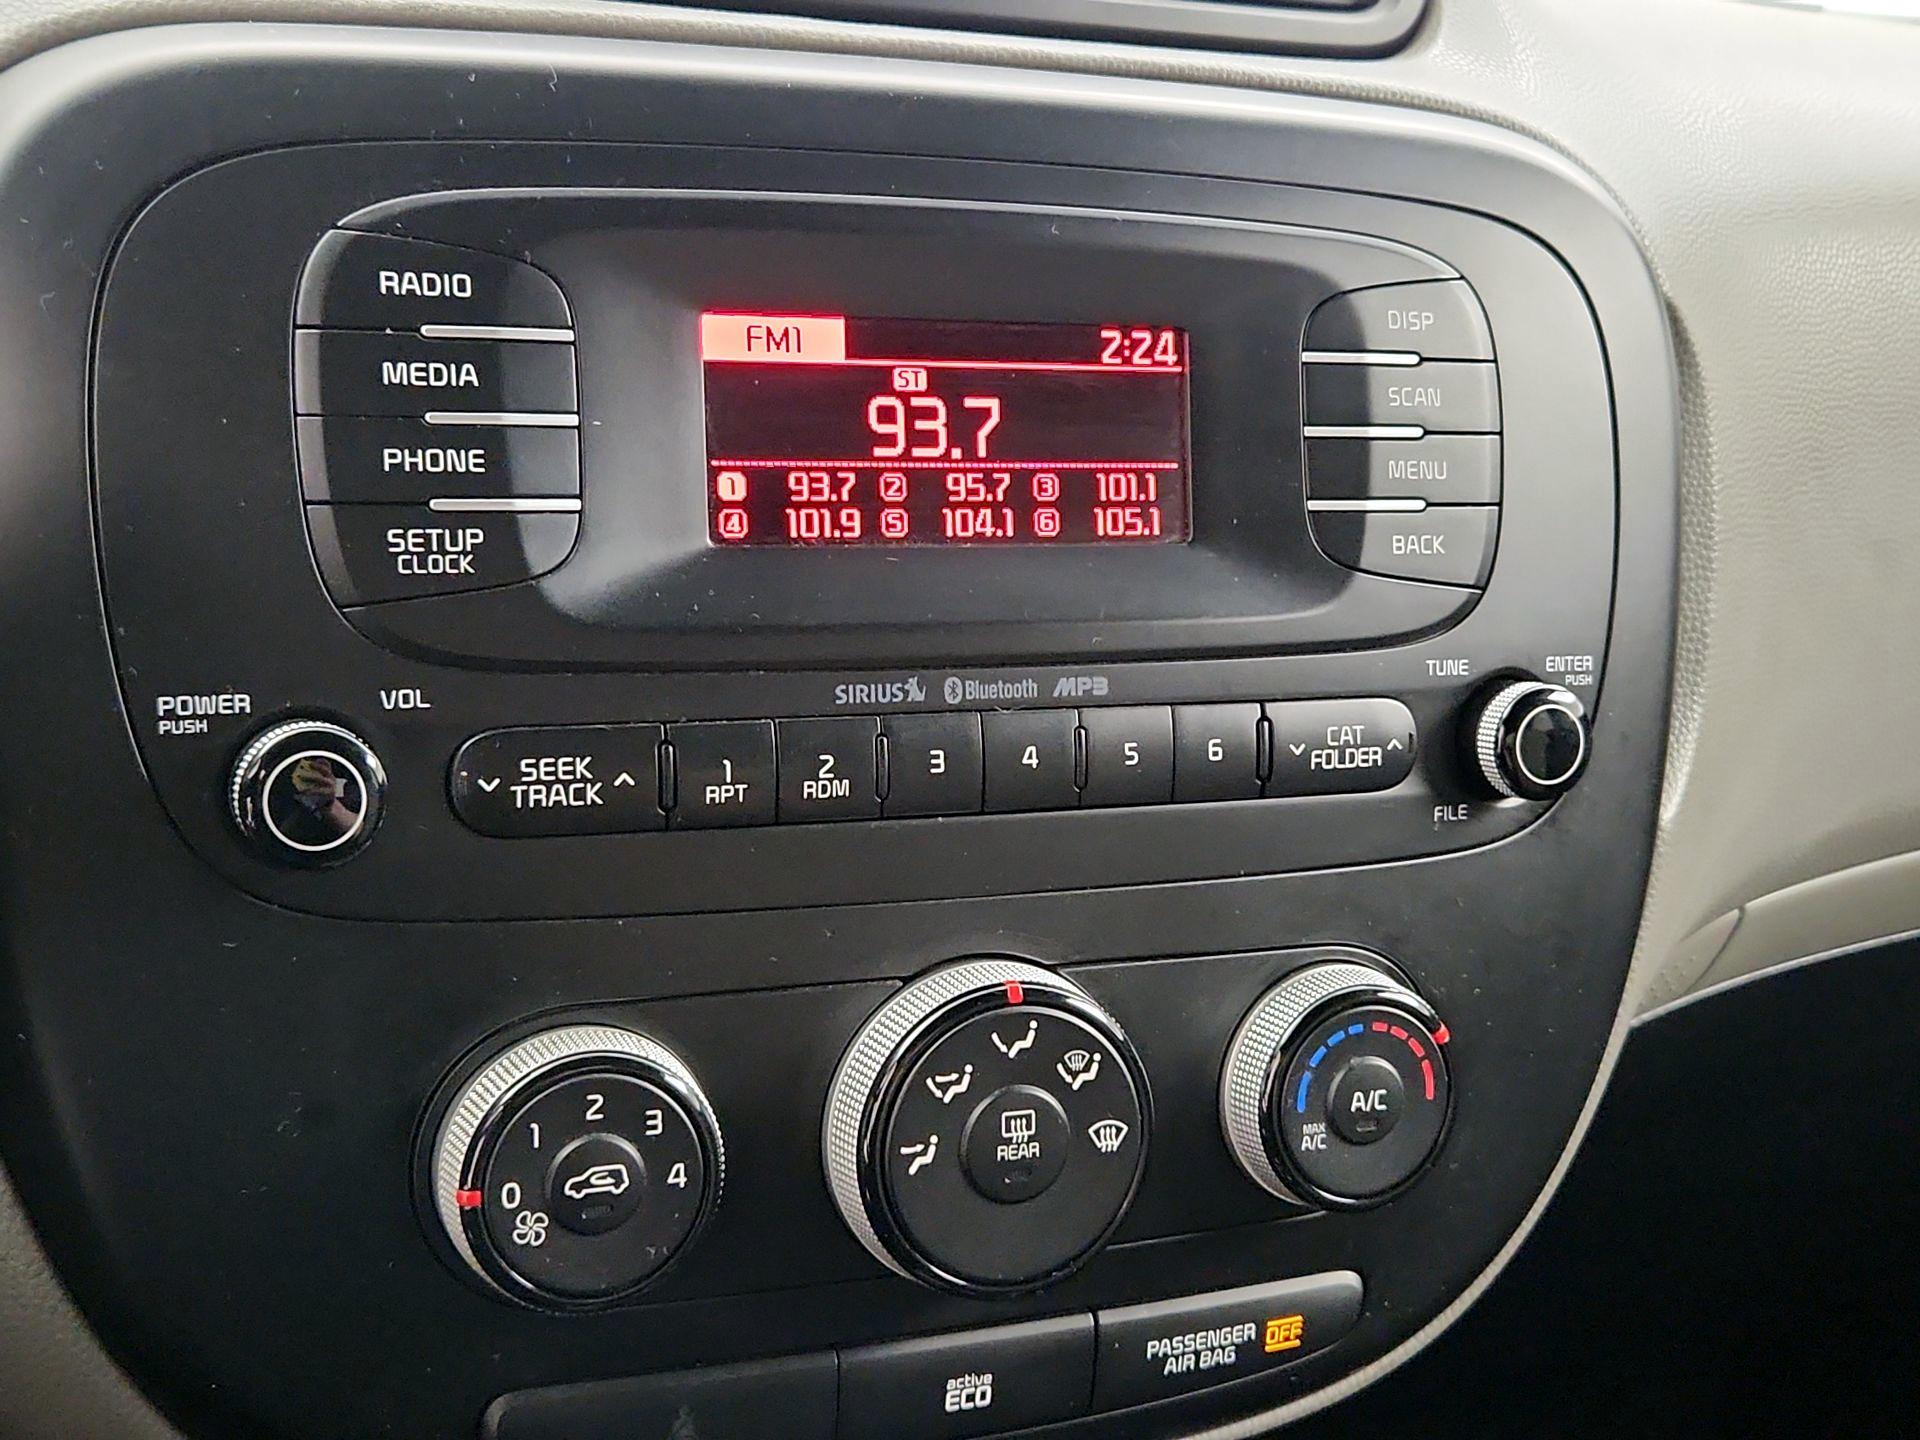 RADIO
MEDIA
PHONE
SETUP
CLOCK
FM1 2:24
ST
93.7
1 93.7 2 95.7 3 101.1
4 101.9 5 104.1 6 105.1
DISP
SCAN
MENU
BACK
POWER
PUSH
VOL
SIRIUS Bluetooth MP3
TUNE
ENTER
PUSH
SEEK
TRACK
1
RPT
2
RDM
3
4
5
6
CAT
FOLDER
FILE
0 1 2 3 4
REAR
A/C
MAX
A/C
active
ECO
PASSENGER
AIR BAG
OFF